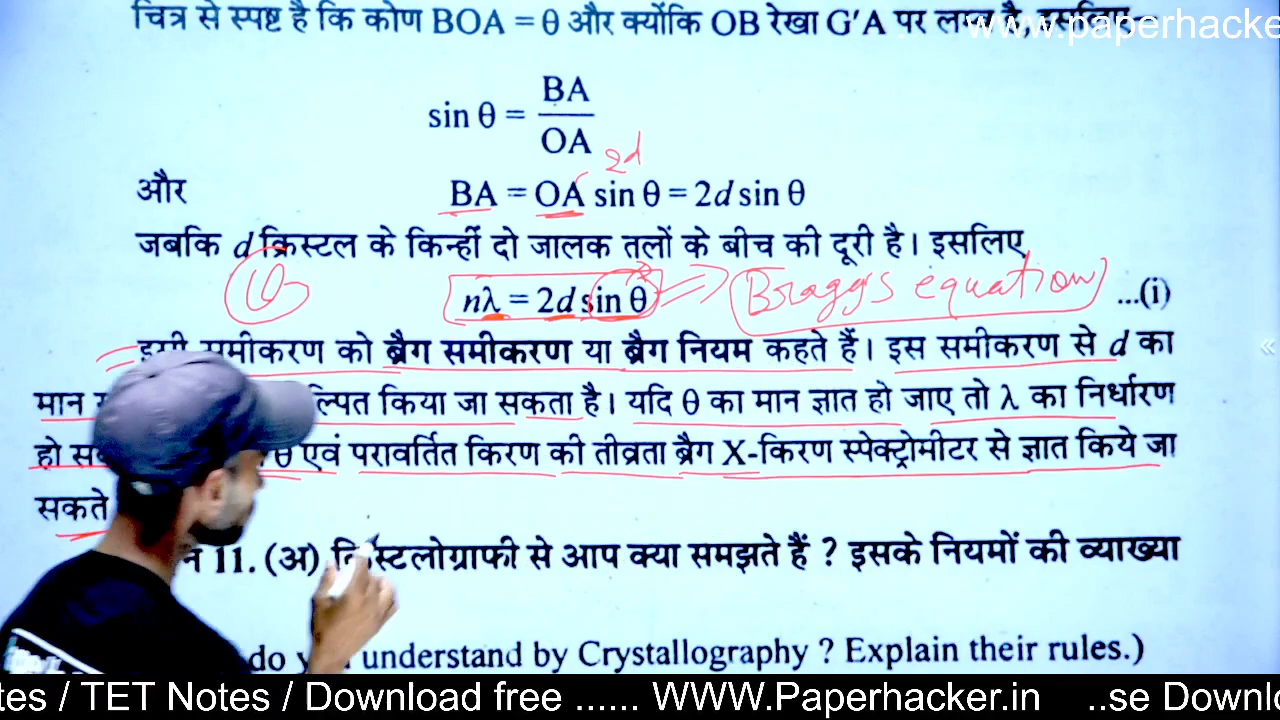 चित्र से स्पष्ट है कि कोण BOA = θ और क्योंकि OB रेखा G′A पर लम्ब है, इसलिए
www.paperhacke
sin θ = BA / OA
2d
और BA = OA sin θ = 2d sin θ
जबकि d क्रिस्टल के किन्हीं दो जालक तलों के बीच की दूरी है। इसलिए
nλ = 2d sin θ ⇒ Bragg's equation ...(i)
इसी समीकरण को ब्रैग समीकरण या ब्रैग नियम कहते हैं। इस समीकरण से d का
मान ल्पित किया जा सकता है। यदि θ का मान ज्ञात हो जाए तो λ का निर्धारण
हो θ एवं परावर्तित किरण की तीव्रता ब्रैग X-किरण स्पेक्ट्रोमीटर से ज्ञात किये जा
सकते
न 11. (अ) क्रिस्टलोग्राफी से आप क्या समझते हैं ? इसके नियमों की व्याख्या
do you understand by Crystallography ? Explain their rules.)
tes / TET Notes / Download free ...... WWW.Paperhacker.in ..se Downl